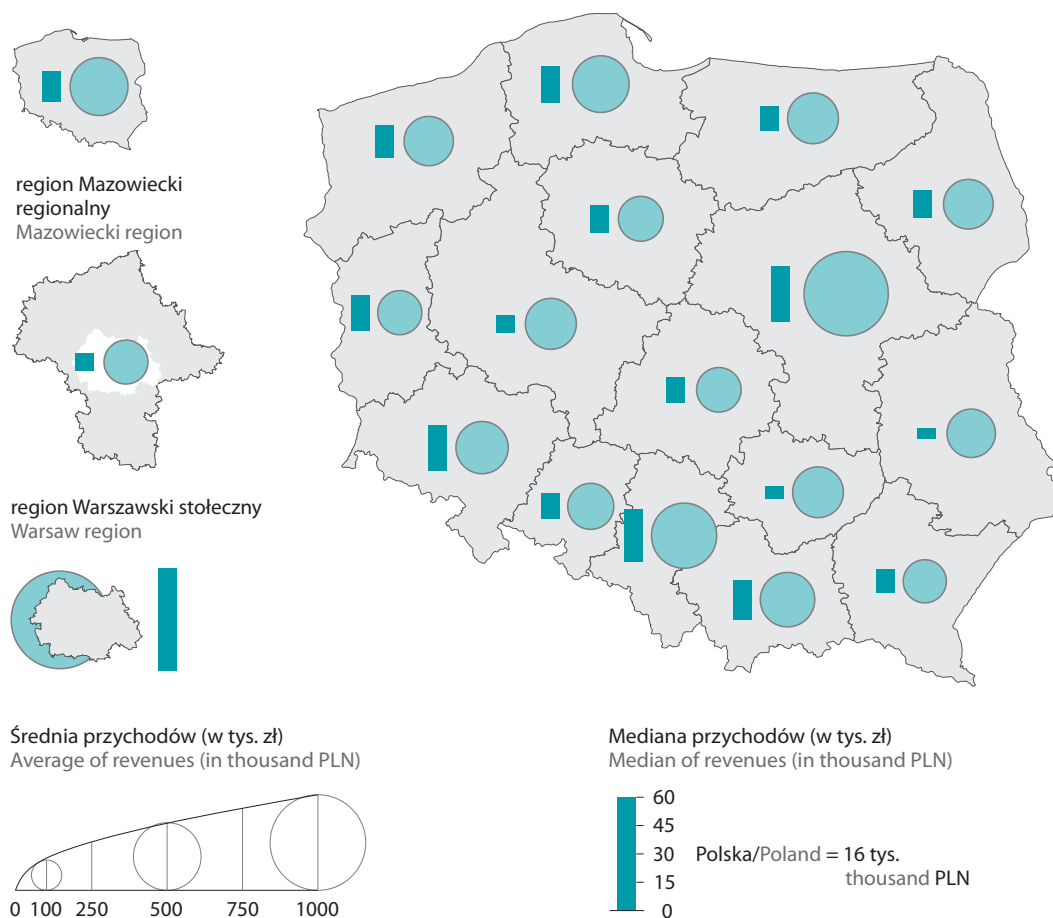 region Mazowiecki
regionalny
Mazowiecki region
region Warszawski stołeczny
Warsaw region
Średnia przychodów (w tys. zł)
Average of revenues (in thousand PLN)
0 100 250 500 750 1000
Mediana przychodów (w tys. zł)
Median of revenues (in thousand PLN)
60
45
30
15
0
Polska/Poland = 16 tys.
thousand PLN